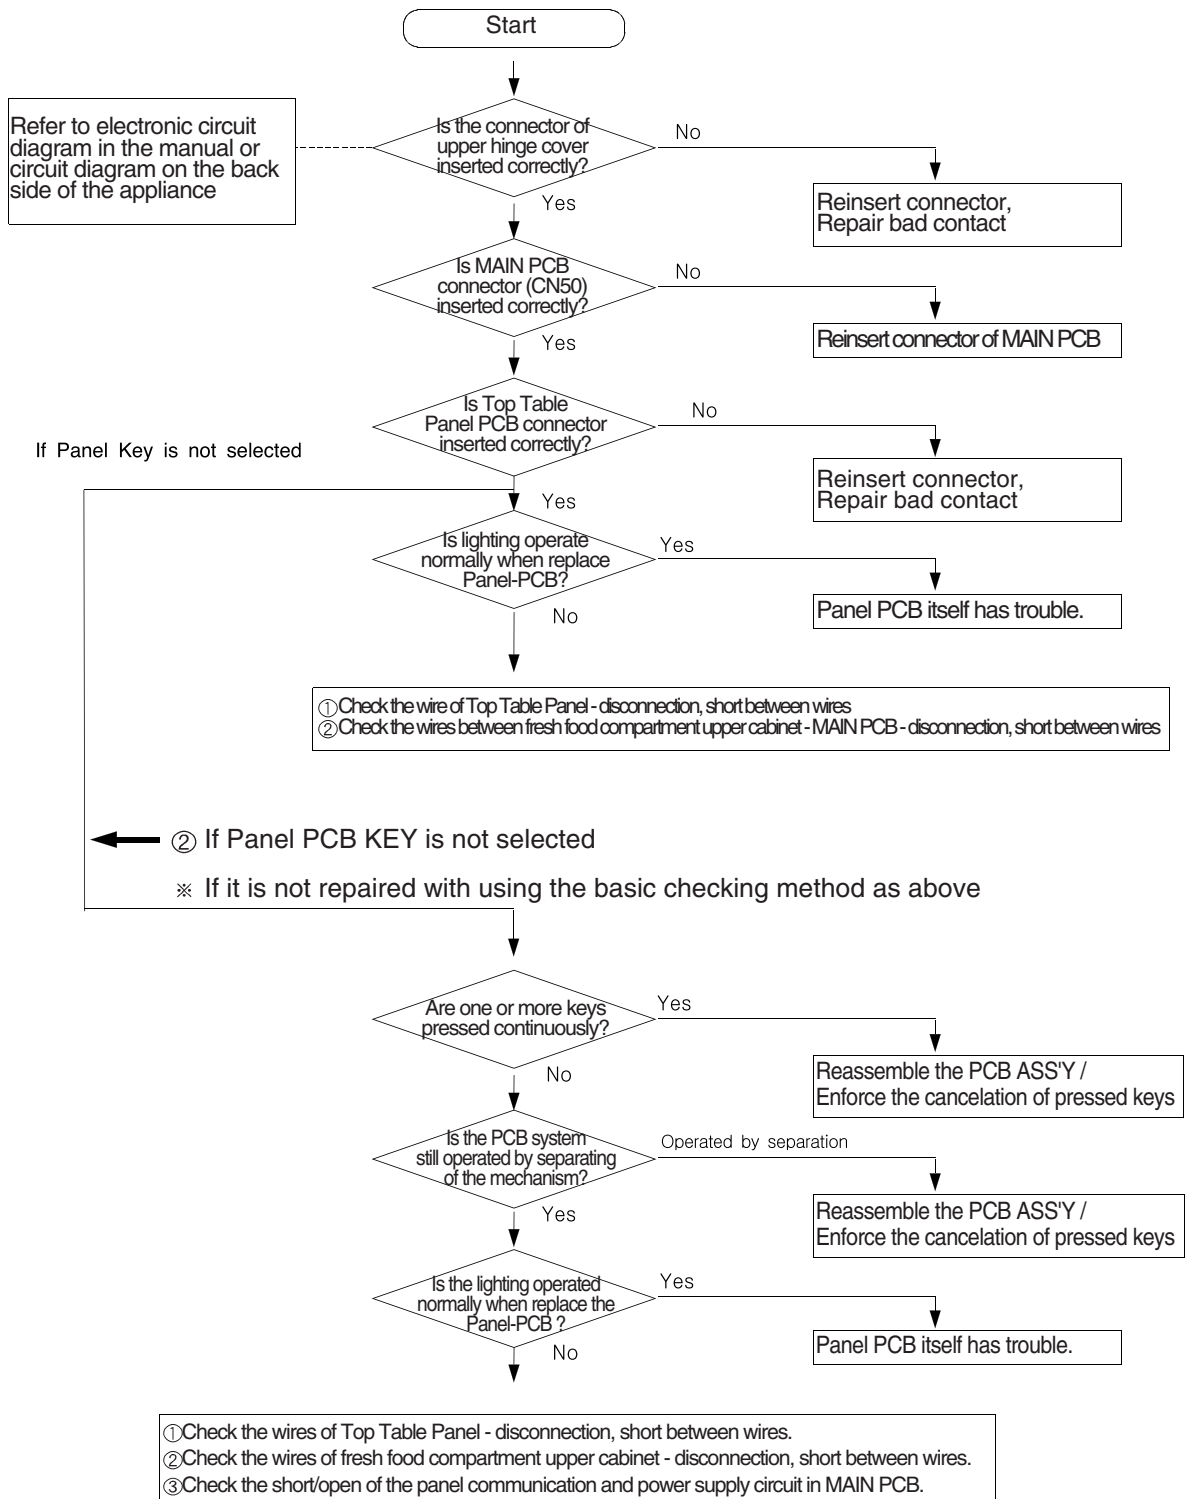 Start
Refer to electronic circuit
diagram in the manual or
circuit diagram on the back
side of the appliance
Is the connector of
upper hinge cover
inserted correctly?
No
Yes
Reinsert connector,
Repair bad contact
Is MAIN PCB
connector (CN50)
inserted correctly?
No
Yes
Reinsert connector of MAIN PCB
Is Top Table
Panel PCB connector
inserted correctly?
No
If Panel Key is not selected
Yes
Reinsert connector,
Repair bad contact
Is lighting operate
normally when replace
Panel-PCB?
Yes
No
Panel PCB itself has trouble.
①Check the wire of Top Table Panel - disconnection, short between wires
②Check the wires between fresh food compartment upper cabinet - MAIN PCB - disconnection, short between wires
② If Panel PCB KEY is not selected
※ If it is not repaired with using the basic checking method as above
Are one or more keys
pressed continuously?
Yes
No
Reassemble the PCB ASS'Y /
Enforce the cancelation of pressed keys
Is the PCB system
still operated by separating
of the mechanism?
Operated by separation
Yes
Reassemble the PCB ASS'Y /
Enforce the cancelation of pressed keys
Is the lighting operated
normally when replace the
Panel-PCB ?
Yes
No
Panel PCB itself has trouble.
①Check the wires of Top Table Panel - disconnection, short between wires.
②Check the wires of fresh food compartment upper cabinet - disconnection, short between wires.
③Check the short/open of the panel communication and power supply circuit in MAIN PCB.